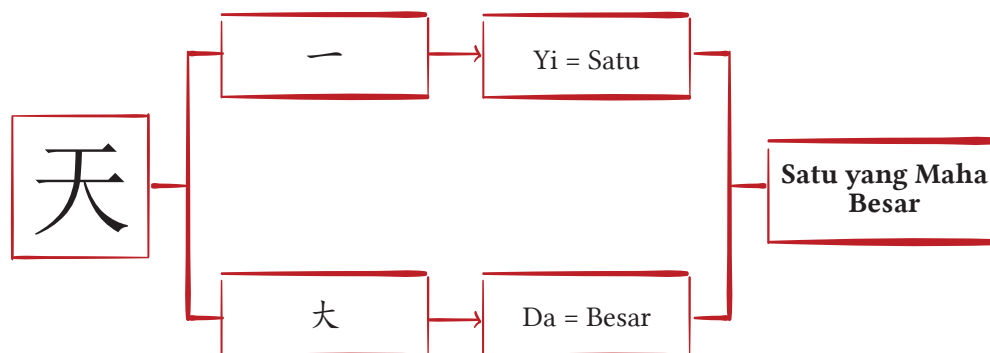 天
一
Yi = Satu
大
Da = Besar
Satu yang Maha
Besar